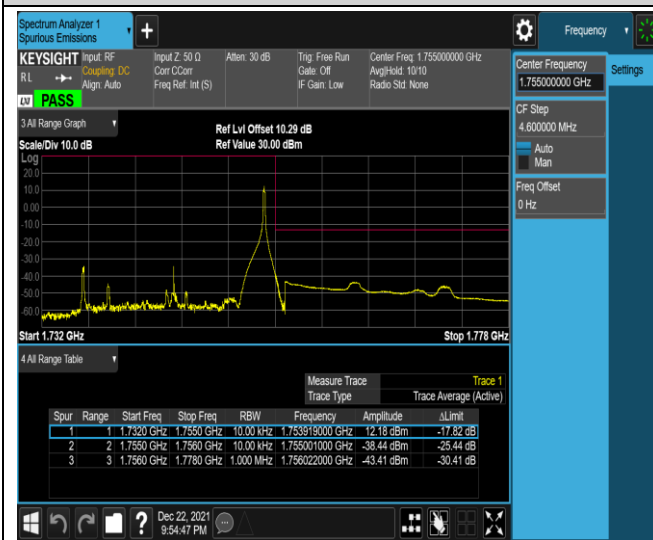 Spectrum Analyzer 1
Spurious Emissions
+
Frequency
KEYSIGHT Input: RF Input Z: 50 Ω Atten: 30 dB Trig: Free Run Center Freq: 1.755000000 GHz
RL Coupling: DC Corr CCorr Gate: Off Avg|Hold: 10/10
Align: Auto Freq Ref: Int (S) IF Gain: Low Radio Std: None
LXI PASS
Center Frequency
1.755000000 GHz
Settings
CF Step
4.600000 MHz
Auto
Man
Freq Offset
0 Hz
3 All Range Graph
Ref Lvl Offset 10.29 dB
Scale/Div 10.0 dB Ref Value 30.00 dBm
Log
20.0
10.0
0.00
-10.0
-20.0
-30.0
-40.0
-50.0
-60.0
Start 1.732 GHz Stop 1.778 GHz
4 All Range Table
Measure Trace Trace 1
Trace Type Trace Average (Active)
Spur Range Start Freq Stop Freq RBW Frequency Amplitude ΔLimit
1 1 1.7320 GHz 1.7550 GHz 10.00 kHz 1.753919000 GHz 12.18 dBm -17.82 dB
2 2 1.7550 GHz 1.7560 GHz 10.00 kHz 1.755001000 GHz -38.44 dBm -25.44 dB
3 3 1.7560 GHz 1.7780 GHz 1.000 MHz 1.756022000 GHz -43.41 dBm -30.41 dB
? Dec 22, 2021
9:54:47 PM